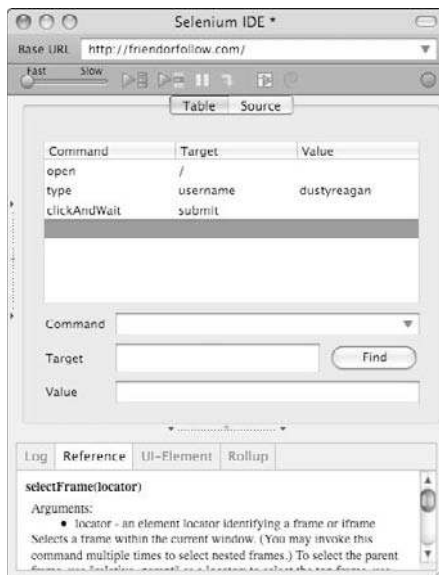 Selenium IDE *
Base URL http://friendorfollow.com/
Fast Slow
Table Source
Command Target Value
open /
type username dustyreagan
clickAndWait submit
Command
Target Find
Value
Log Reference UI-Element Rollup
selectFrame(locator)
Arguments:
• locator - an element locator identifying a frame or iframe
Selects a frame within the current window. (You may invoke this
command multiple times to select nested frames.) To select the parent